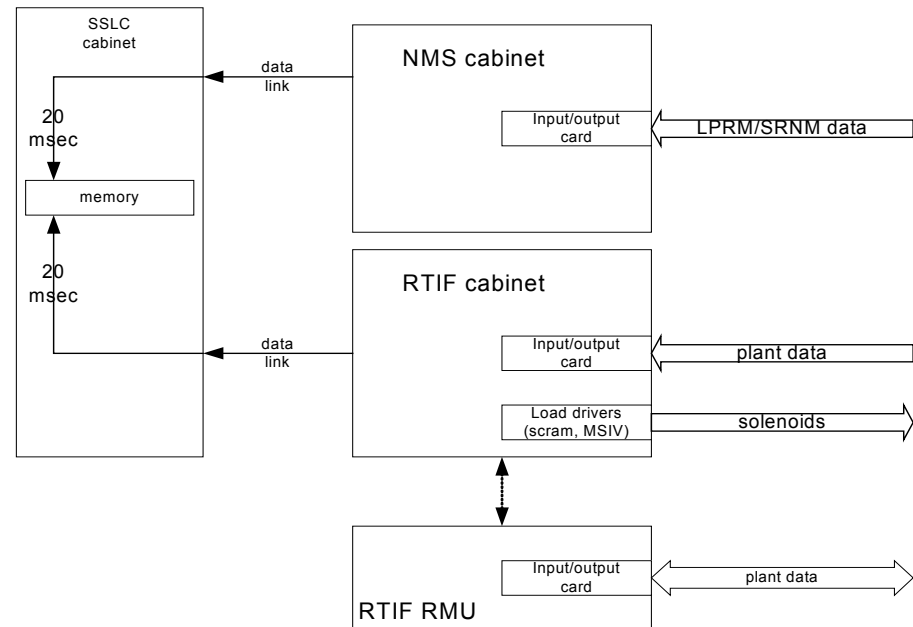 SSLC
cabinet
20
msec
memory
20
msec
data
link
data
link
NMS cabinet
Input/output
card
LPRM/SRNM data
RTIF cabinet
Input/output
card
plant data
Load drivers
(scram, MSIV)
solenoids
Input/output
card
plant data
RTIF RMU